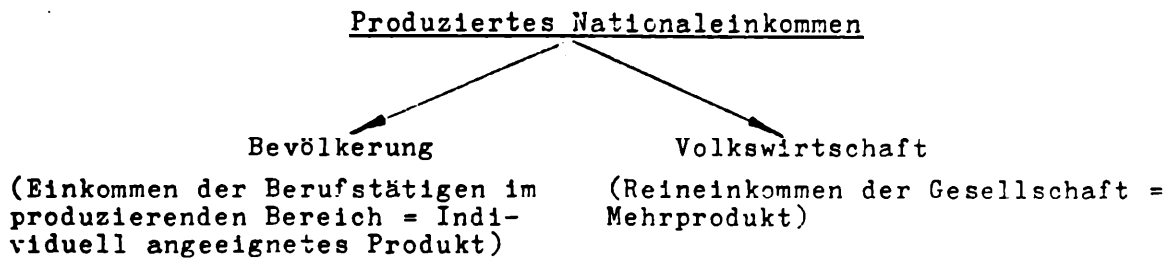 Produziertes Nationaleinkommen
Bevölkerung
(Einkommen der Berufstätigen im
produzierenden Bereich = Indi-
viduell angeeignetes Produkt)
Volkswirtschaft
(Reineinkommen der Gesellschaft =
Mehrprodukt)